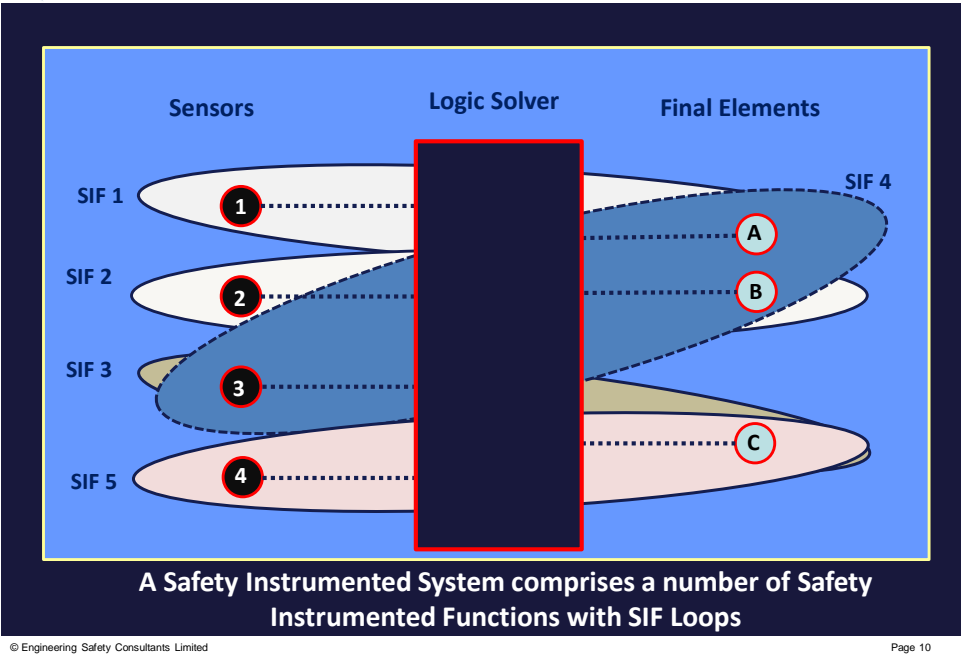 Sensors
Logic Solver
Final Elements
SIF 1
1
SIF 4
A
SIF 2
2
B
SIF 3
3
C
SIF 5
4
A Safety Instrumented System comprises a number of Safety
Instrumented Functions with SIF Loops
© Engineering Safety Consultants Limited
Page 10